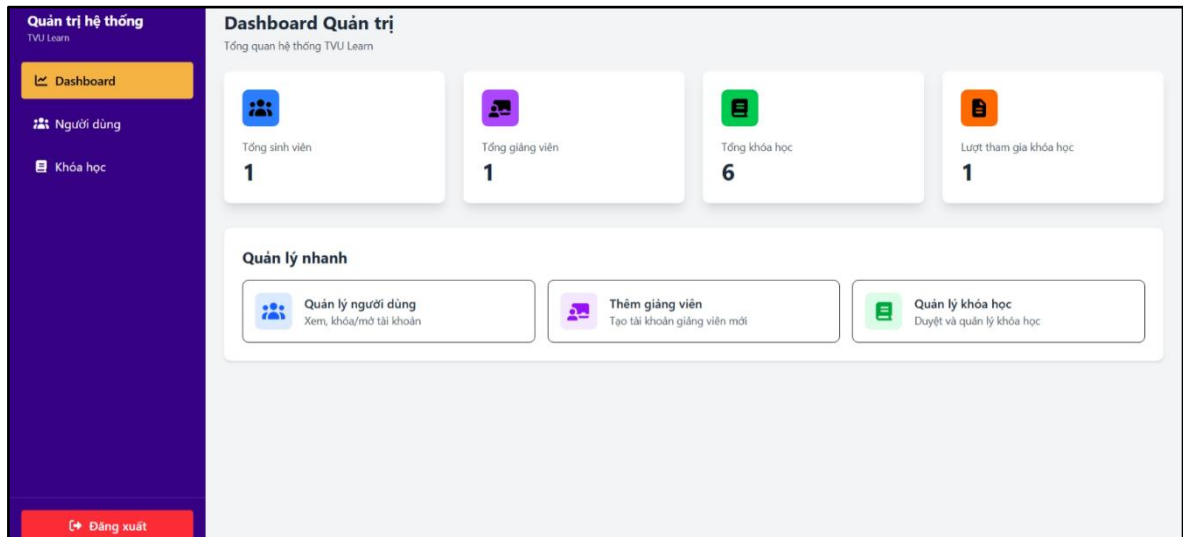 Quản trị hệ thống
TVU Learn
Dashboard
Người dùng
Khóa học
Đăng xuất
Dashboard Quản trị
Tổng quan hệ thống TVU Learn
Tổng sinh viên
1
Tổng giảng viên
1
Tổng khóa học
6
Lượt tham gia khóa học
1
Quản lý nhanh
Quản lý người dùng
Xem, khóa/mở tài khoản
Thêm giảng viên
Tạo tài khoản giảng viên mới
Quản lý khóa học
Duyệt và quản lý khóa học